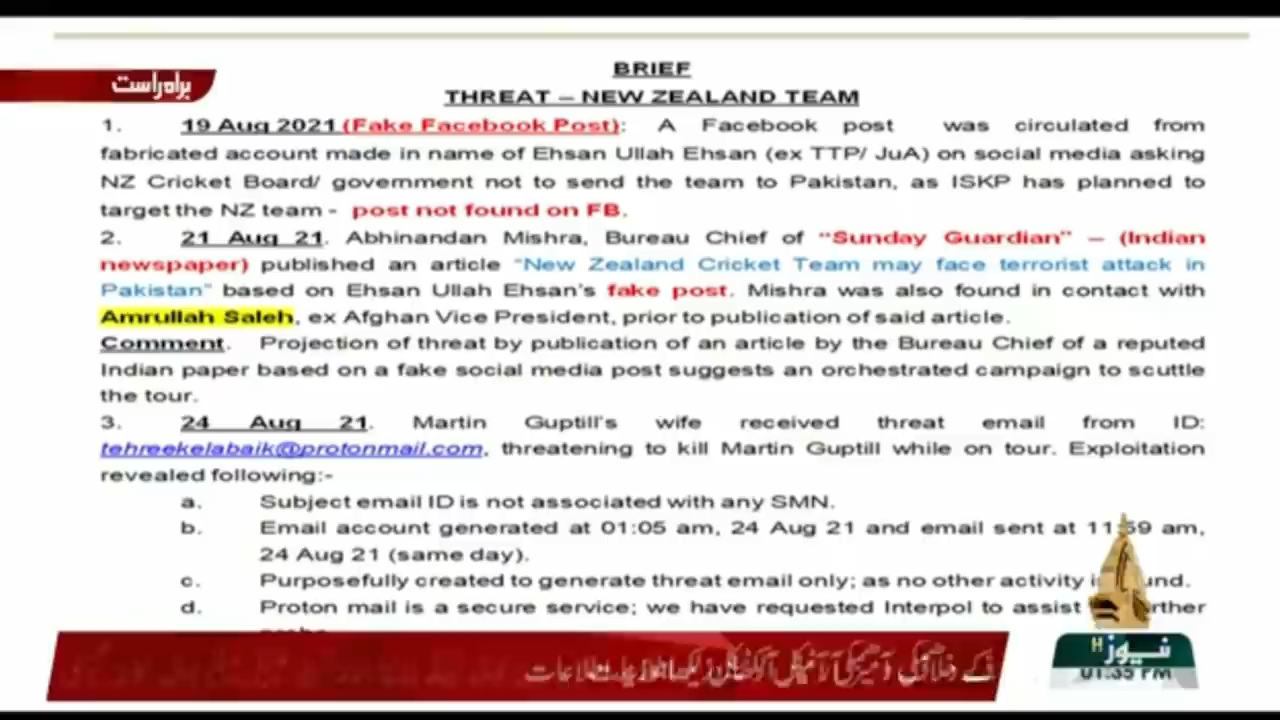 BRIEF
THREAT – NEW ZEALAND TEAM
براہ راست
1. 19 Aug 2021 (Fake Facebook Post): A Facebook post was circulated from
fabricated account made in name of Ehsan Ullah Ehsan (ex TTP/ JuA) on social media asking
NZ Cricket Board/ government not to send the team to Pakistan, as ISKP has planned to
target the NZ team - post not found on FB.
2. 21 Aug 21. Abhinandan Mishra, Bureau Chief of "Sunday Guardian" – (Indian
newspaper) published an article "New Zealand Cricket Team may face terrorist attack in
Pakistan" based on Ehsan Ullah Ehsan's fake post. Mishra was also found in contact with
Amrullah Saleh, ex Afghan Vice President, prior to publication of said article.
Comment. Projection of threat by publication of an article by the Bureau Chief of a reputed
Indian paper based on a fake social media post suggests an orchestrated campaign to scuttle
the tour.
3. 24 Aug 21. Martin Guptill's wife received threat email from ID:
tehreekelabaik@protonmail.com, threatening to kill Martin Guptill while on tour. Exploitation
revealed following:-
a. Subject email ID is not associated with any SMN.
b. Email account generated at 01:05 am, 24 Aug 21 and email sent at 11:59 am,
24 Aug 21 (same day).
c. Purposefully created to generate threat email only; as no other activity
d. Proton mail is a secure service; we have requested Interpol to assist
نیوز H
01:35 PM